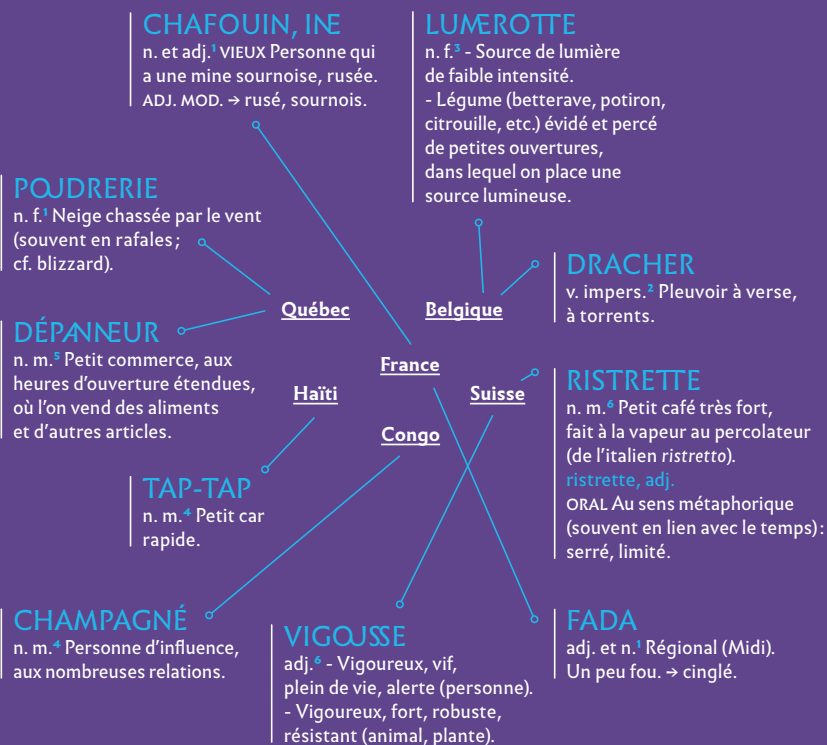 CHAFOUIN, INE
n. et adj.¹ VIEUX Personne qui
a une mine sournoise, rusée.
ADJ. MOD. → rusé, sournois.
LUMEROTTE
n. f.³ - Source de lumière
de faible intensité.
- Légume (betterave, potiron,
citrouille, etc.) évidé et percé
de petites ouvertures,
dans lequel on place une
source lumineuse.
POUDRERIE
n. f.¹ Neige chassée par le vent
(souvent en rafales ;
cf. blizzard).
DRACHER
v. impers.² Pleuvoir à verse,
à torrents.
Québec
Belgique
DÉPANNEUR
n. m.⁵ Petit commerce, aux
heures d'ouverture étendues,
où l'on vend des aliments
et d'autres articles.
France
Haïti
Suisse
Congo
RISTRETTE
n. m.⁶ Petit café très fort,
fait à la vapeur au percolateur
(de l'italien ristretto).
ristrette, adj.
ORAL Au sens métaphorique
(souvent en lien avec le temps) :
serré, limité.
TAP-TAP
n. m.⁴ Petit car
rapide.
CHAMPAGNÉ
n. m.⁴ Personne d'influence,
aux nombreuses relations.
VIGOUSSE
adj.⁶ - Vigoureux, vif,
plein de vie, alerte (personne).
- Vigoureux, fort, robuste,
résistant (animal, plante).
FADA
adj. et n.¹ Régional (Midi).
Un peu fou. → cinglé.